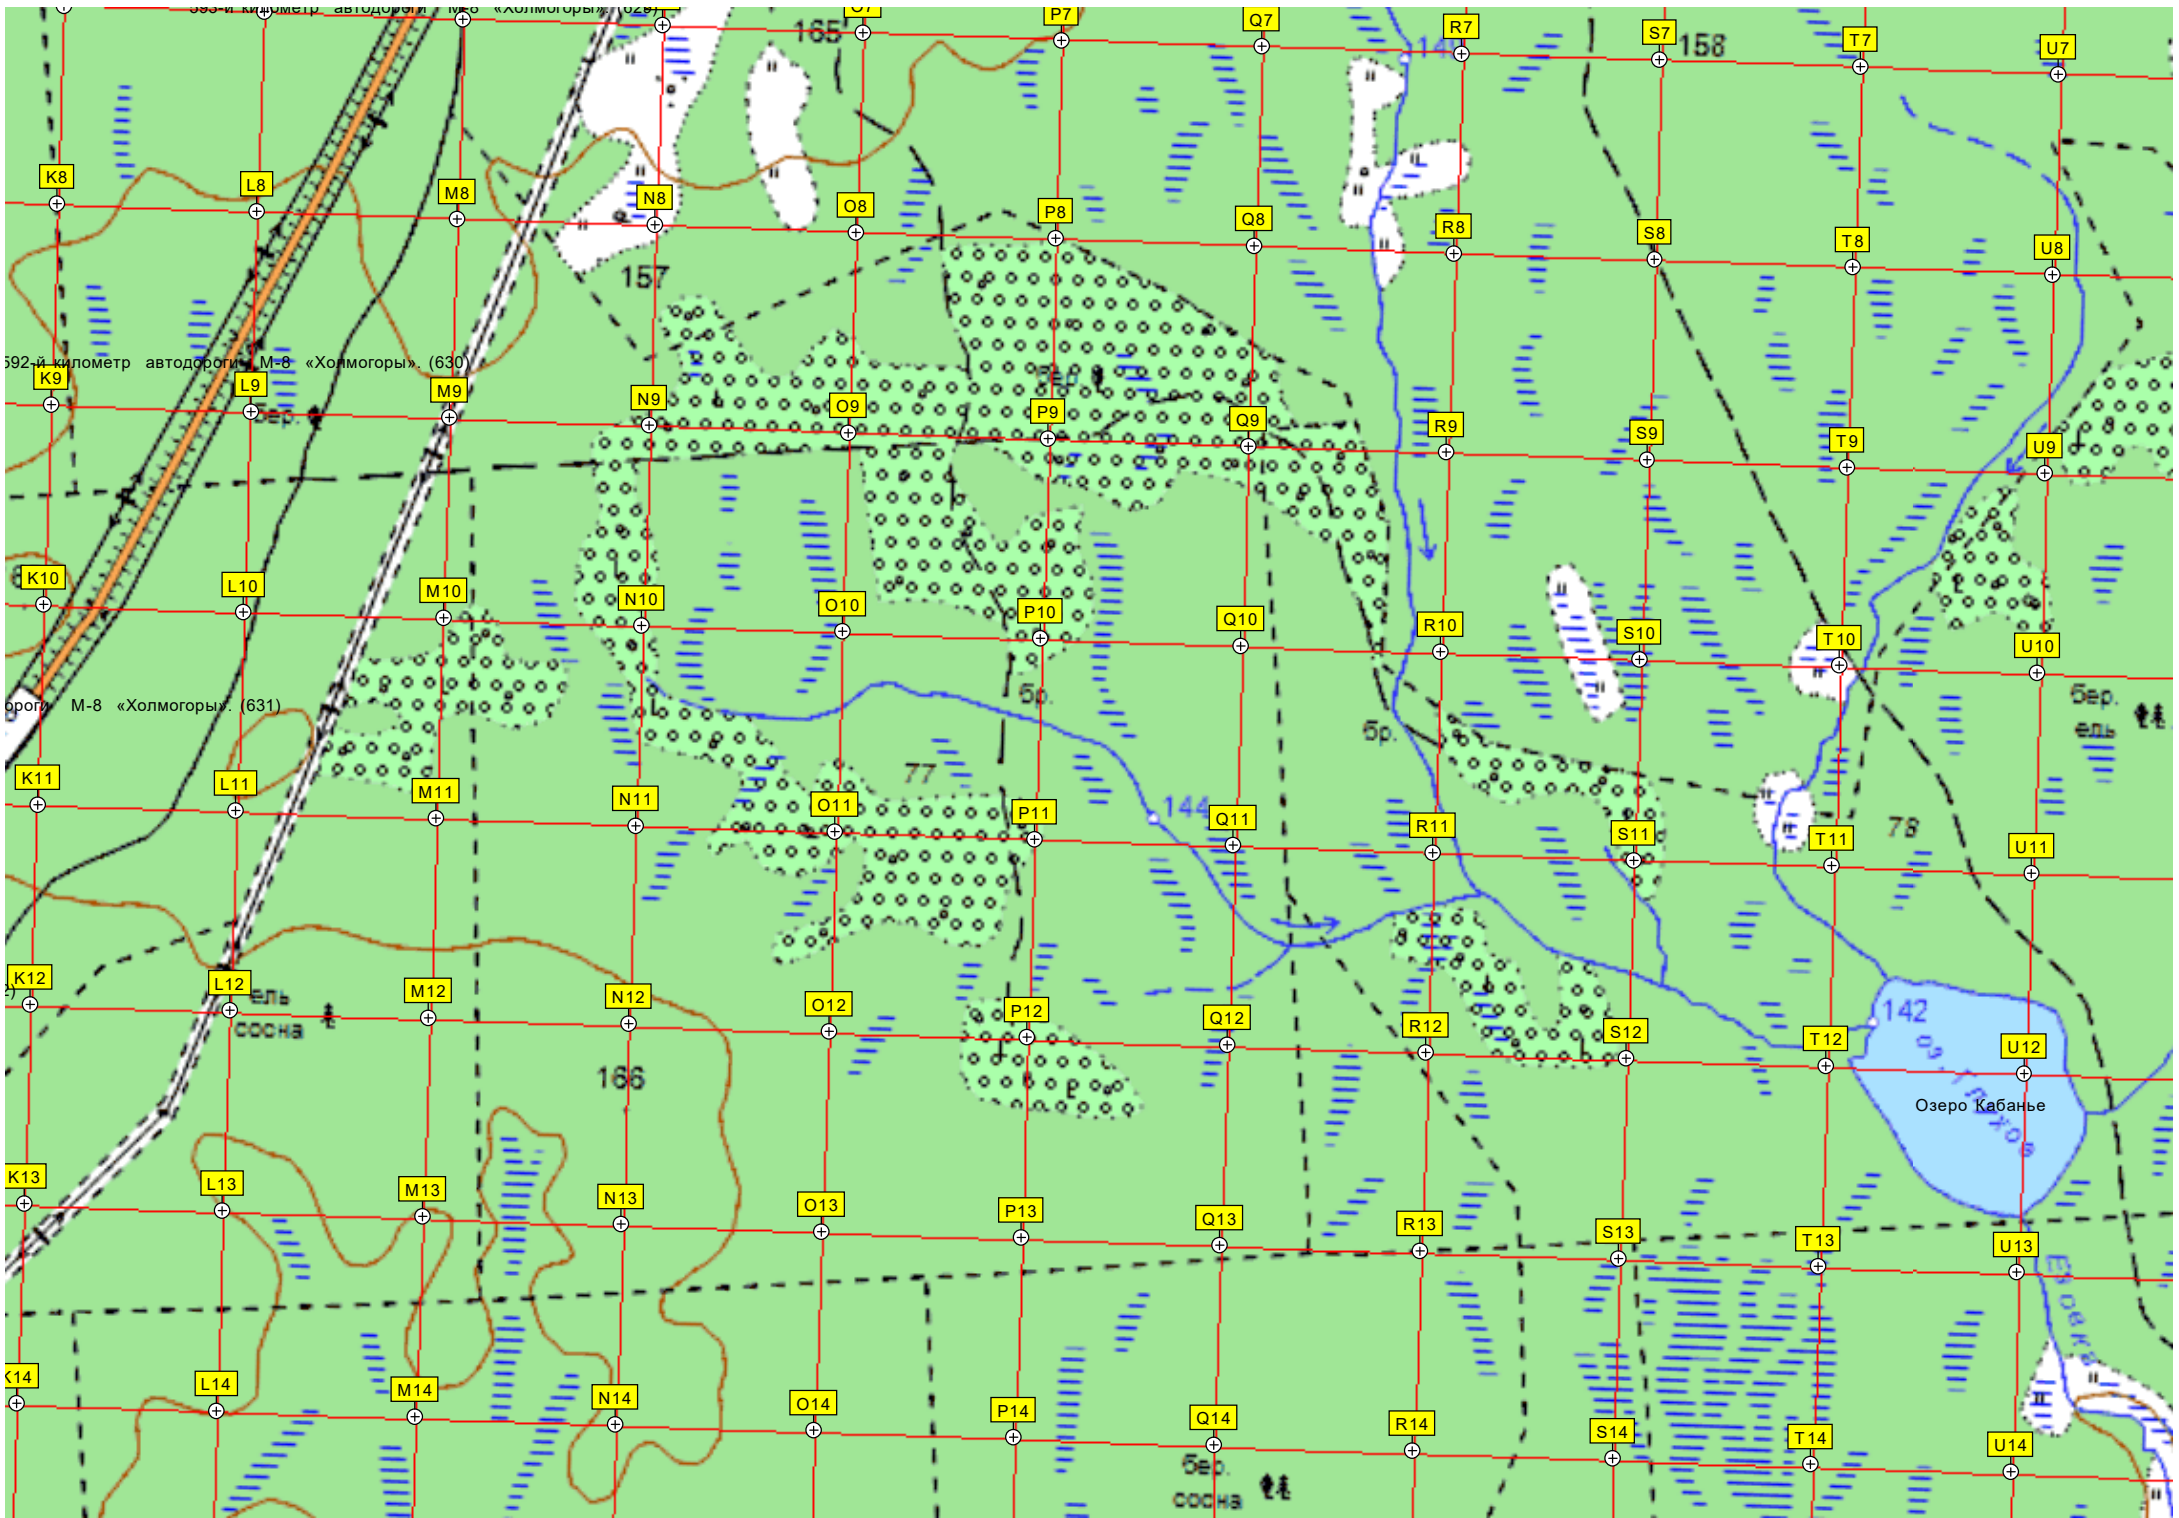 593-й километр автодороги М-8 «Холмогоры». (629)
O7 P7 Q7 R7 S7 T7 U7
165
158
K8 L8 M8 N8 O8 P8 Q8 R8 S8 T8 U8
157
592-й километр автодороги М-8 «Холмогоры». (630)
бер.
K9 L9 M9 N9 O9 P9 Q9 R9 S9 T9 U9
бер.
K10 L10 M10 N10 O10 P10 Q10 R10 S10 T10 U10
бр.
бер.
ель
М-8 «Холмогоры». (631)
бр.
77
K11 L11 M11 N11 O11 P11 Q11 R11 S11 T11 U11
144
78
K12 L12 M12 N12 O12 P12 Q12 R12 S12 T12 U12
ель
сосна
142
166
Озеро Кабанье
K13 L13 M13 N13 O13 P13 Q13 R13 S13 T13 U13
K14 L14 M14 N14 O14 P14 Q14 R14 S14 T14 U14
бер.
сосна